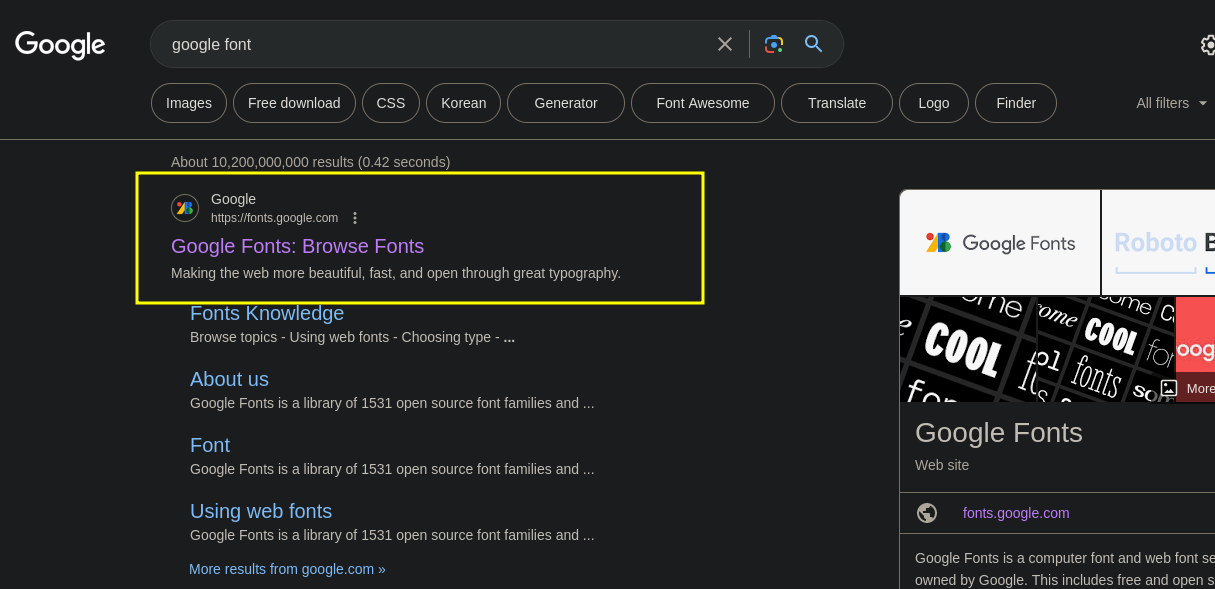 Google
google font
Images
Free download
CSS
Korean
Generator
Font Awesome
Translate
Logo
Finder
All filters
About 10,200,000,000 results (0.42 seconds)
Google
https://fonts.google.com
Google Fonts: Browse Fonts
Making the web more beautiful, fast, and open through great typography.
Fonts Knowledge
Browse topics - Using web fonts - Choosing type - ...
About us
Google Fonts is a library of 1531 open source font families and ...
Font
Google Fonts is a library of 1531 open source font families and ...
Using web fonts
Google Fonts is a library of 1531 open source font families and ...
More results from google.com »
Google Fonts
Roboto B
COOL
ome
COOL
fonts
More
Google Fonts
Web site
fonts.google.com
Google Fonts is a computer font and web font se
owned by Google. This includes free and open s